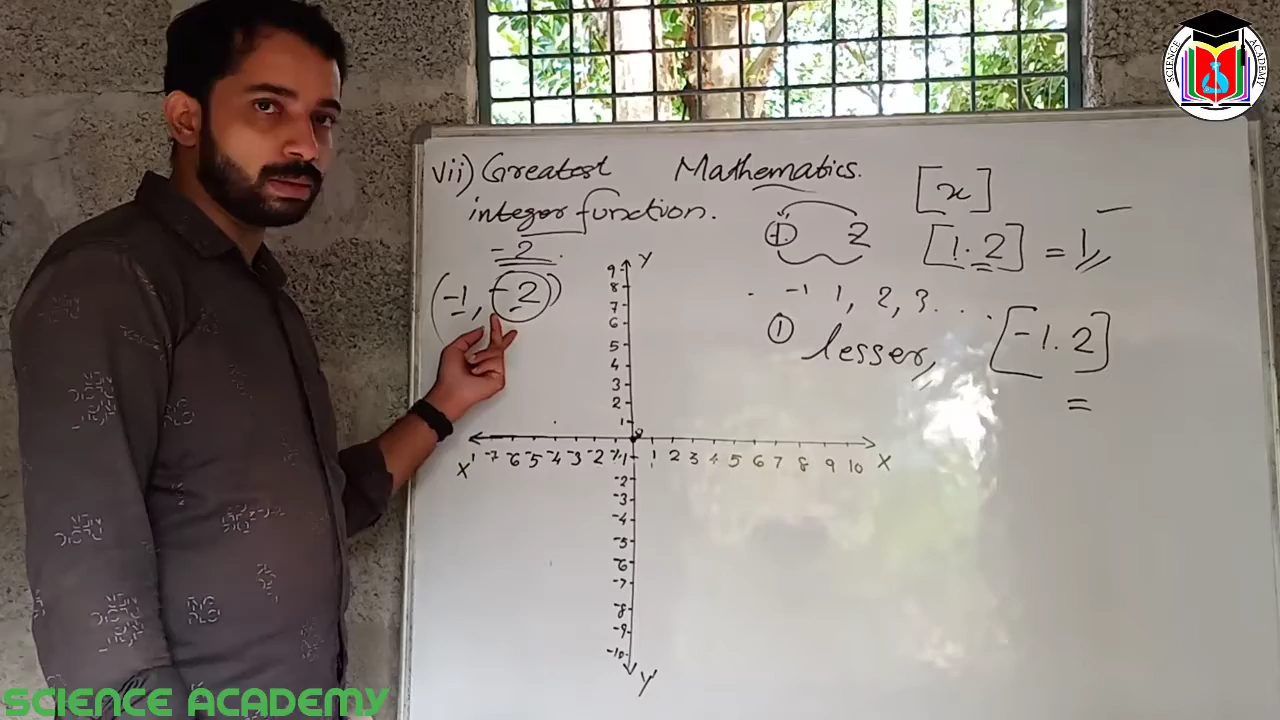 vii) Greatest Mathematics.
integer function.
[x]
-2.
(-1, -2)
1 2
[1.2] = 1
-1 1, 2, 3....
1 lesser,
[-1.2]
=
Y
9
8
7
6
5
4
3
2
1
X' -7 -6 -5 -4 -3 -2 -1 1 2 3 4 5 6 7 8 9 10 X
-2
-3
-4
-5
-6
-7
-8
-9
-10
Y'
SCIENCE ACADEMY
SCIENCE ACADEMY